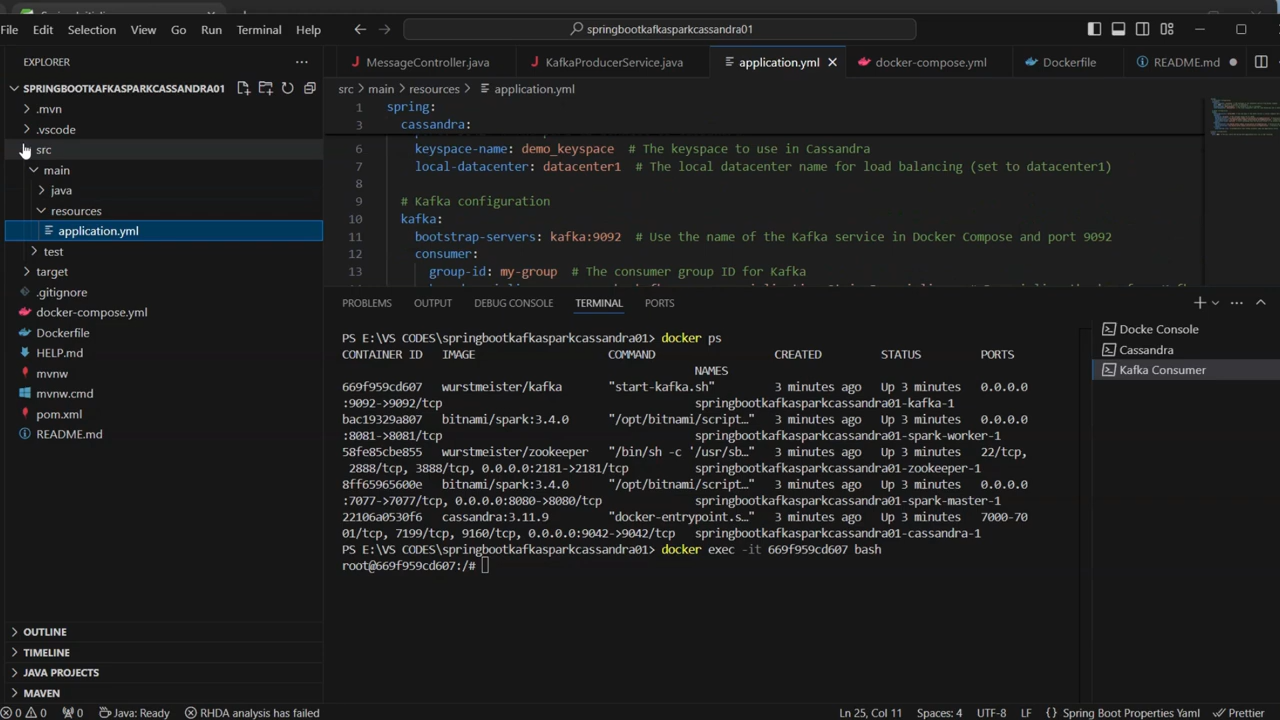 File Edit Selection View Go Run Terminal Help springbootkafkasparkcassandra01
EXPLORER
SPRINGBOOTKAFKASPARKCASSANDRA01
.mvn
.vscode
src
main
java
resources
application.yml
test
target
.gitignore
docker-compose.yml
Dockerfile
HELP.md
mvnw
mvnw.cmd
pom.xml
README.md
OUTLINE
TIMELINE
JAVA PROJECTS
MAVEN
MessageController.java KafkaProducerService.java application.yml docker-compose.yml Dockerfile README.md
src > main > resources > application.yml
1 spring:
3 cassandra:
6 keyspace-name: demo_keyspace # The keyspace to use in Cassandra
7 local-datacenter: datacenter1 # The local datacenter name for load balancing (set to datacenter1)
8
9 # Kafka configuration
10 kafka:
11 bootstrap-servers: kafka:9092 # Use the name of the Kafka service in Docker Compose and port 9092
12 consumer:
13 group-id: my-group # The consumer group ID for Kafka
PROBLEMS OUTPUT DEBUG CONSOLE TERMINAL PORTS
PS E:\VS CODES\springbootkafkasparkcassandra01> docker ps
CONTAINER ID IMAGE COMMAND CREATED STATUS PORTS
NAMES
669f959cd607 wurstmeister/kafka "start-kafka.sh" 3 minutes ago Up 3 minutes 0.0.0.0
:9092->9092/tcp springbootkafkasparkcassandra01-kafka-1
bac19329a807 bitnami/spark:3.4.0 "/opt/bitnami/script…" 3 minutes ago Up 3 minutes 0.0.0.0
:8081->8081/tcp springbootkafkasparkcassandra01-spark-worker-1
58fe85cbe855 wurstmeister/zookeeper "/bin/sh -c '/usr/sb…" 3 minutes ago Up 3 minutes 22/tcp,
2888/tcp, 3888/tcp, 0.0.0.0:2181->2181/tcp springbootkafkasparkcassandra01-zookeeper-1
8ff65965600e bitnami/spark:3.4.0 "/opt/bitnami/script…" 3 minutes ago Up 3 minutes 0.0.0.0
:7077->7077/tcp, 0.0.0.0:8080->8080/tcp springbootkafkasparkcassandra01-spark-master-1
22106a0530f6 cassandra:3.11.9 "docker-entrypoint.s…" 3 minutes ago Up 3 minutes 7000-70
01/tcp, 7199/tcp, 9160/tcp, 0.0.0.0:9042->9042/tcp springbootkafkasparkcassandra01-cassandra-1
PS E:\VS CODES\springbootkafkasparkcassandra01> docker exec -it 669f959cd607 bash
root@669f959cd607:/#
Docke Console
Cassandra
Kafka Consumer
0 0 0 Java: Ready RHDA analysis has failed Ln 25, Col 11 Spaces: 4 UTF-8 LF {} Spring Boot Properties Yaml Prettier